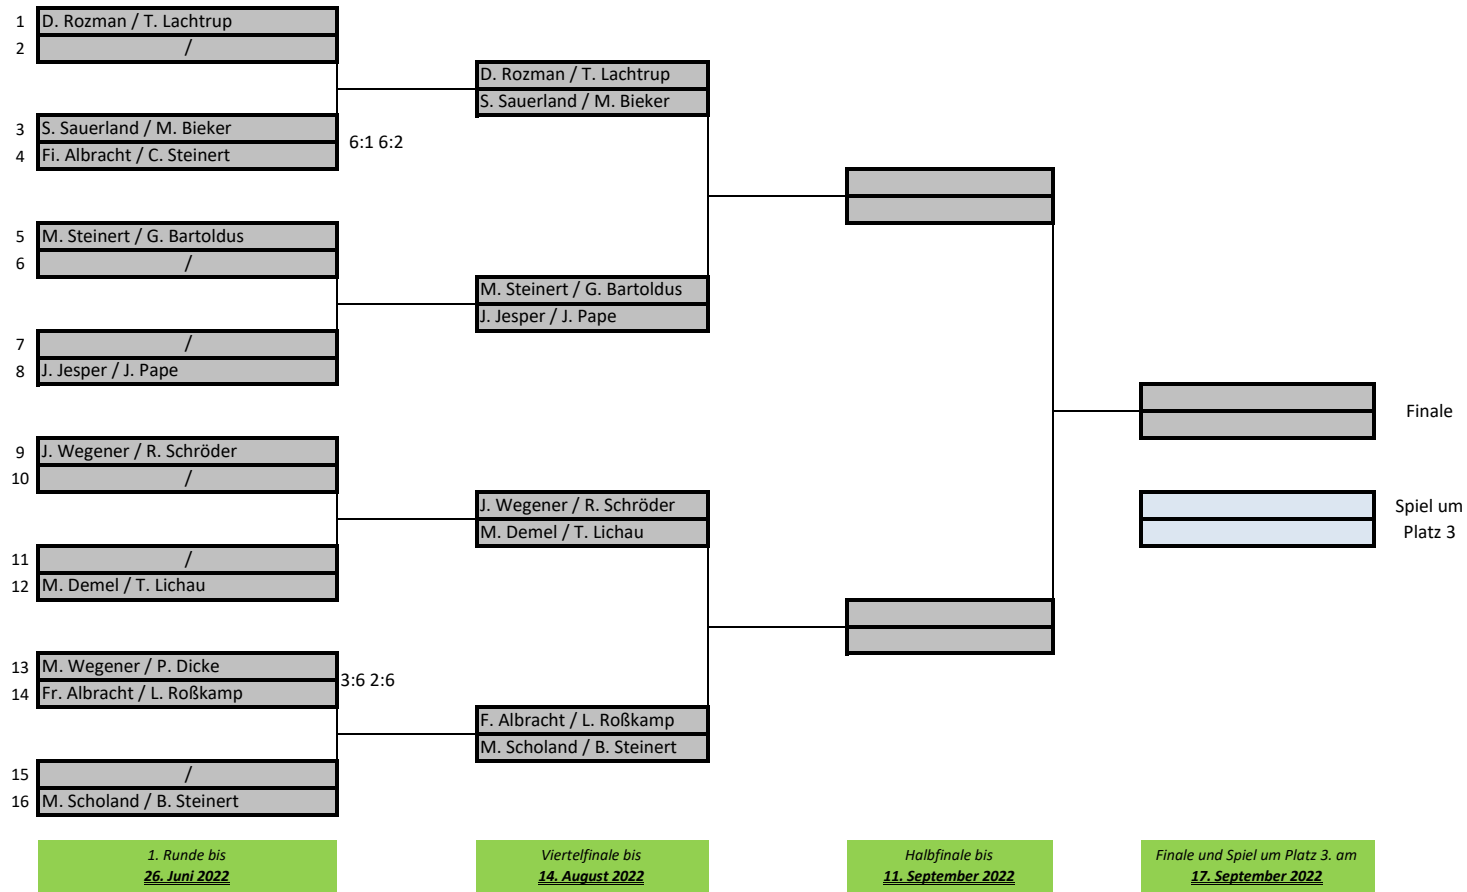 1 D. Rozman / T. Lachtrup
2 /
D. Rozman / T. Lachtrup
S. Sauerland / M. Bieker
3 S. Sauerland / M. Bieker
6:1 6:2
4 Fi. Albracht / C. Steinert
5 M. Steinert / G. Bartoldus
6 /
M. Steinert / G. Bartoldus
J. Jesper / J. Pape
7 /
8 J. Jesper / J. Pape
Finale
9 J. Wegener / R. Schröder
10 /
J. Wegener / R. Schröder
M. Demel / T. Lichau
Spiel um
Platz 3
11 /
12 M. Demel / T. Lichau
13 M. Wegener / P. Dicke
3:6 2:6
14 Fr. Albracht / L. Roßkamp
F. Albracht / L. Roßkamp
M. Scholand / B. Steinert
15 /
16 M. Scholand / B. Steinert
1. Runde bis
26. Juni 2022
Viertelfinale bis
14. August 2022
Halbfinale bis
11. September 2022
Finale und Spiel um Platz 3. am
17. September 2022